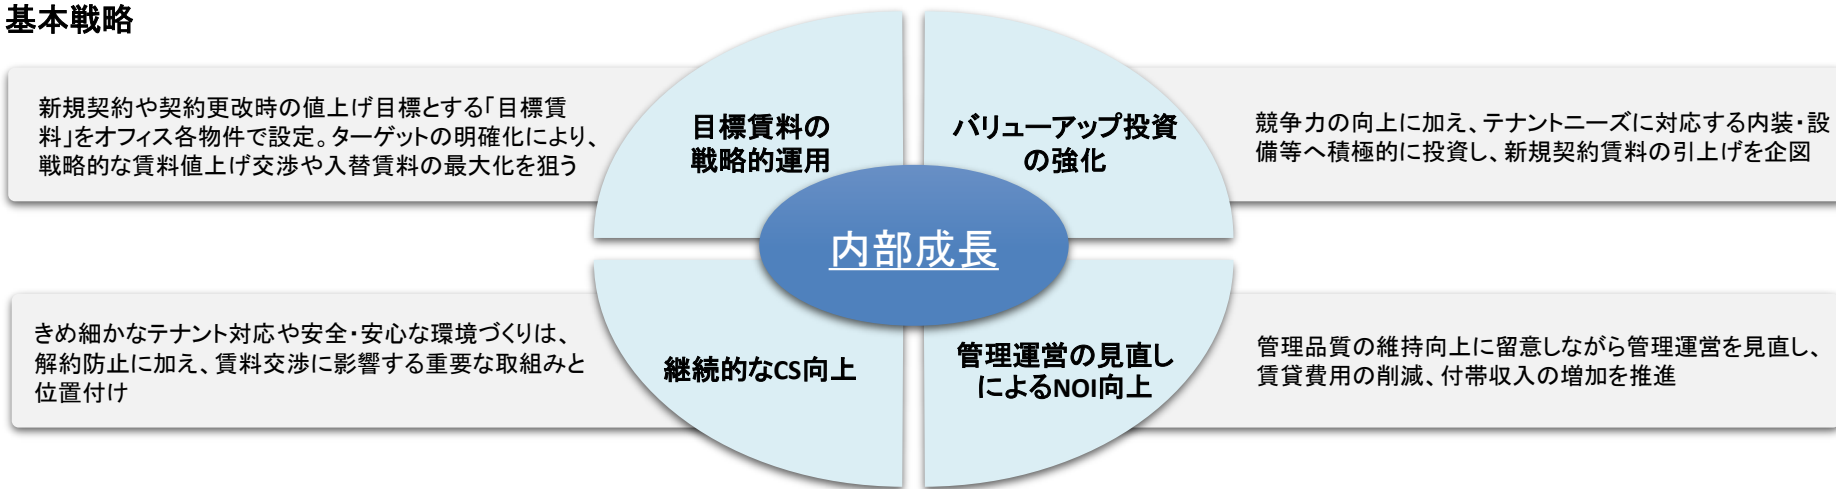 基本戦略
新規契約や契約更改時の値上げ目標とする「目標賃
料」をオフィス各物件で設定。ターゲットの明確化により、
戦略的な賃料値上げ交渉や入替賃料の最大化を狙う
目標賃料の
戦略的運用
バリューアップ投資
の強化
競争力の向上に加え、テナントニーズに対応する内装・設
備等へ積極的に投資し、新規契約賃料の引上げを企図
内部成長
きめ細かなテナント対応や安全・安心な環境づくりは、
解約防止に加え、賃料交渉に影響する重要な取組みと
位置付け
継続的なCS向上
管理運営の見直し
によるNOI向上
管理品質の維持向上に留意しながら管理運営を見直し、
賃貸費用の削減、付帯収入の増加を推進